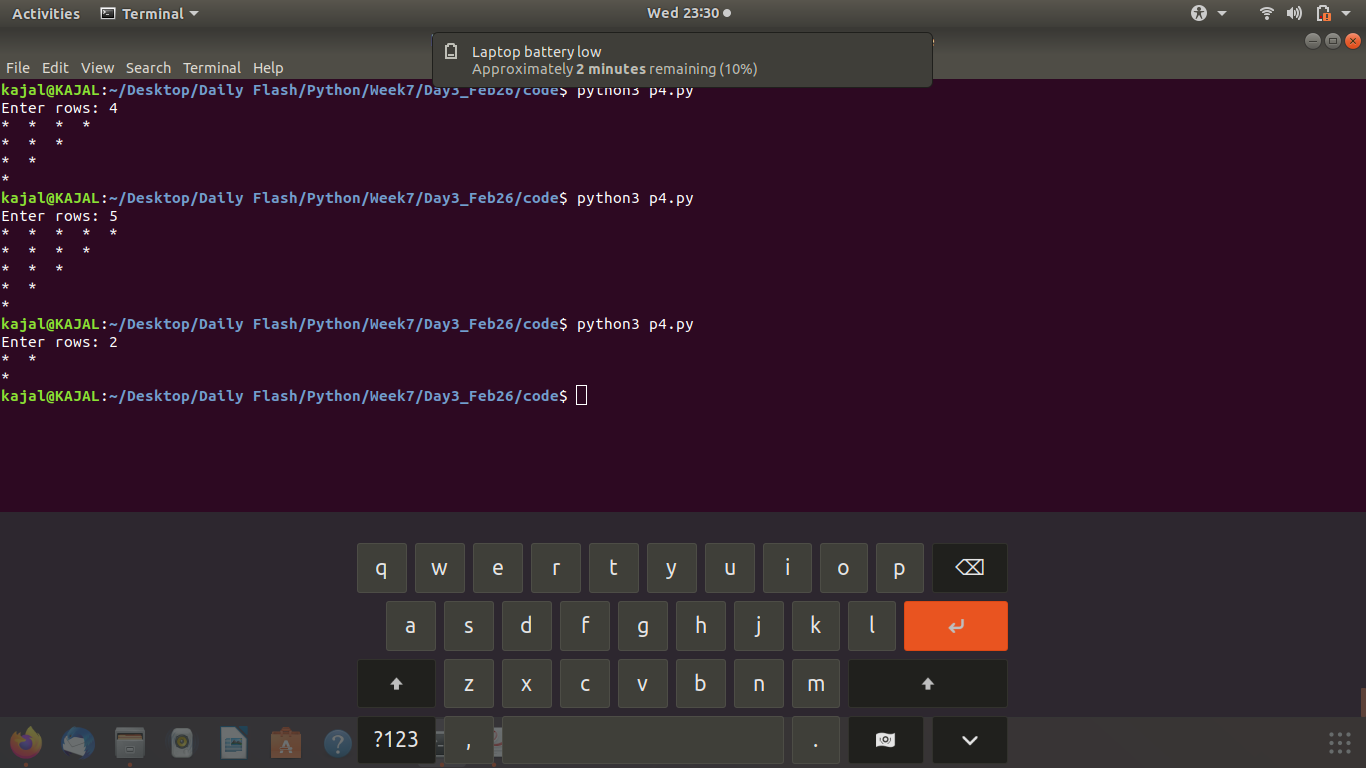 Activities Terminal Wed 23:30
Laptop battery low
Approximately 2 minutes remaining (10%)
File Edit View Search Terminal Help
kajal@KAJAL:~/Desktop/Daily Flash/Python/Week7/Day3_Feb26/code$ python3 p4.py
Enter rows: 4
* * * *
* * *
* *
*
kajal@KAJAL:~/Desktop/Daily Flash/Python/Week7/Day3_Feb26/code$ python3 p4.py
Enter rows: 5
* * * * *
* * * *
* * *
* *
*
kajal@KAJAL:~/Desktop/Daily Flash/Python/Week7/Day3_Feb26/code$ python3 p4.py
Enter rows: 2
* *
*
kajal@KAJAL:~/Desktop/Daily Flash/Python/Week7/Day3_Feb26/code$
q w e r t y u i o p
a s d f g h j k l
z x c v b n m
?123 , .